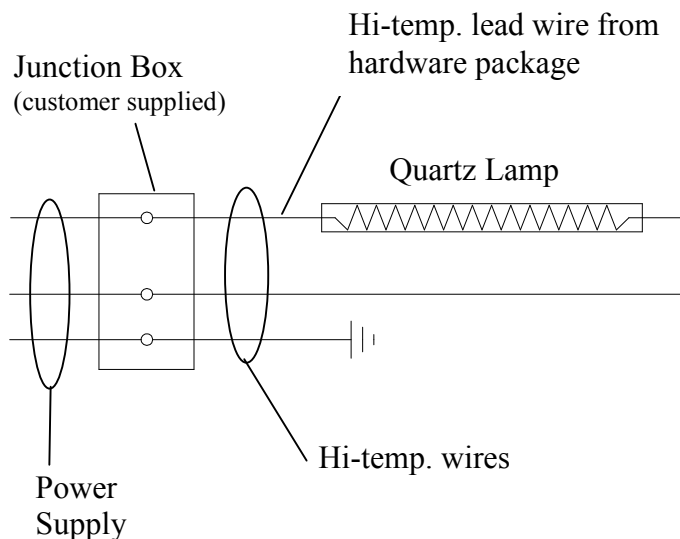 Hi-temp. lead wire from
hardware package
Junction Box
(customer supplied)
Quartz Lamp
Hi-temp. wires
Power
Supply